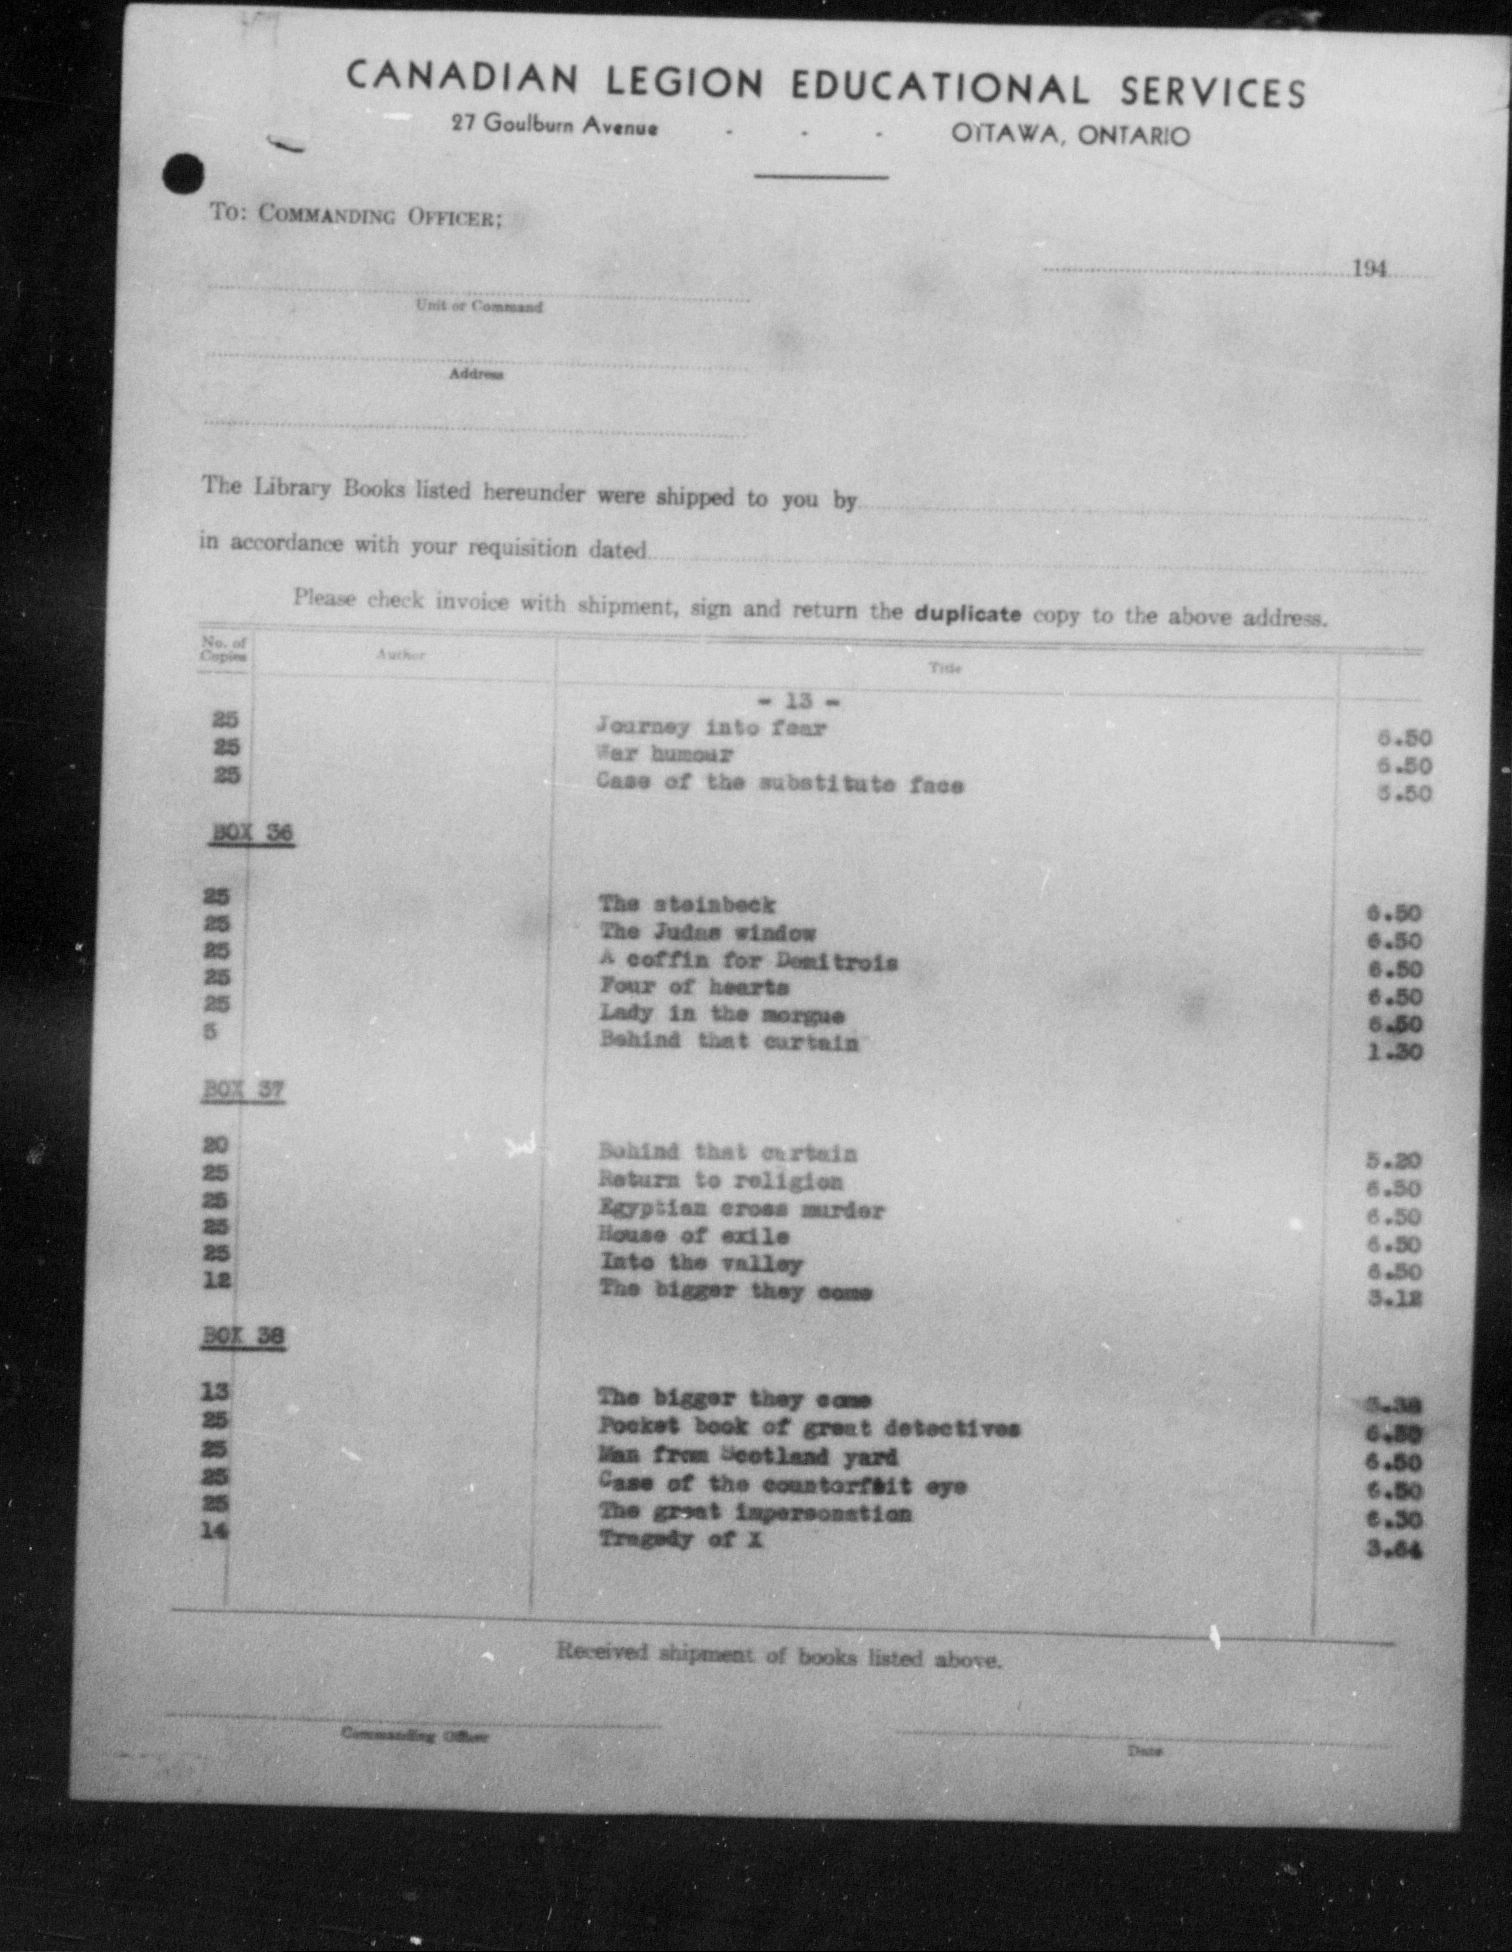 CANADIAN LEGION EDUCATIONAL SERVICES
27 Goulburn Avenue - - - OTTAWA, ONTARIO
TO: COMMANDING OFFICER;
194
Unit or Command
Address
The Library Books listed hereunder were shipped to you by
in accordance with your requisition dated
Please check invoice with shipment, sign and return the duplicate copy to the above address.
No. of Copies Author Title
- 13 -
25 Journey into fear 6.50
25 War humour 6.50
25 Case of the substitute face 6.50
BOX 36
25 The steinbeck 6.50
25 The Judas window 6.50
25 A coffin for Demitrois 6.50
25 Four of hearts 6.50
25 Lady in the morgue 6.50
5 Behind that curtain 1.30
BOX 37
20 Behind that curtain 5.20
25 Return to religion 6.50
25 Egyptian cross murder 6.50
25 House of exile 6.50
25 Into the valley 6.50
12 The bigger they come 3.12
BOX 38
13 The bigger they come 3.38
25 Pocket book of great detectives 6.50
25 Man from Scotland yard 6.50
25 Case of the counterfeit eye 6.50
25 The great impersonation 6.50
14 Tragedy of X 3.64
Received shipment of books listed above.
Commanding Officer
Date